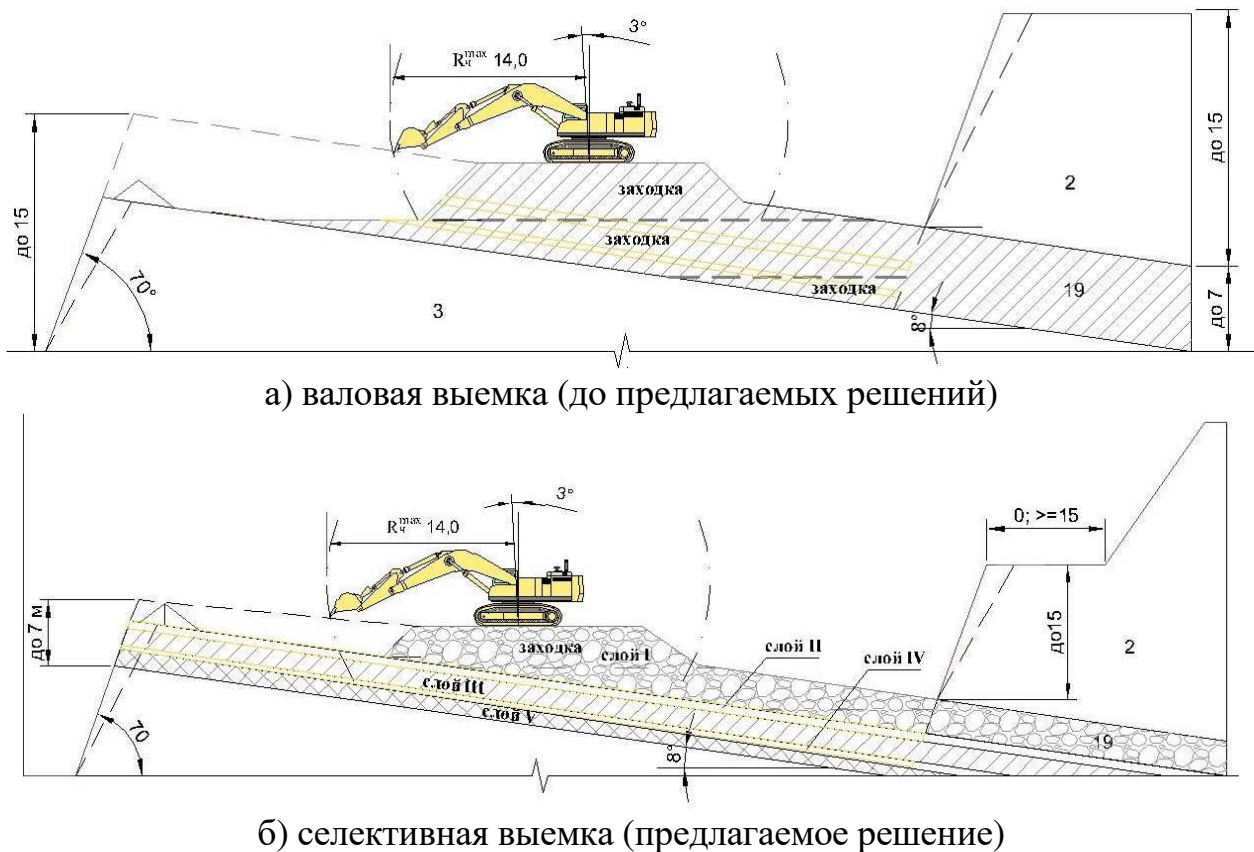 3°
Rч max 14,0
до 15
2
заходка
до 15
заходка
70°
3
заходка
19
8°
до 7
а) валовая выемка (до предлагаемых решений)
3°
Rч max 14,0
0; >=15
до 7 м
до15
заходка
слой I
слой II
слой IV
2
слой III
слой V
70
8°
19
б) селективная выемка (предлагаемое решение)